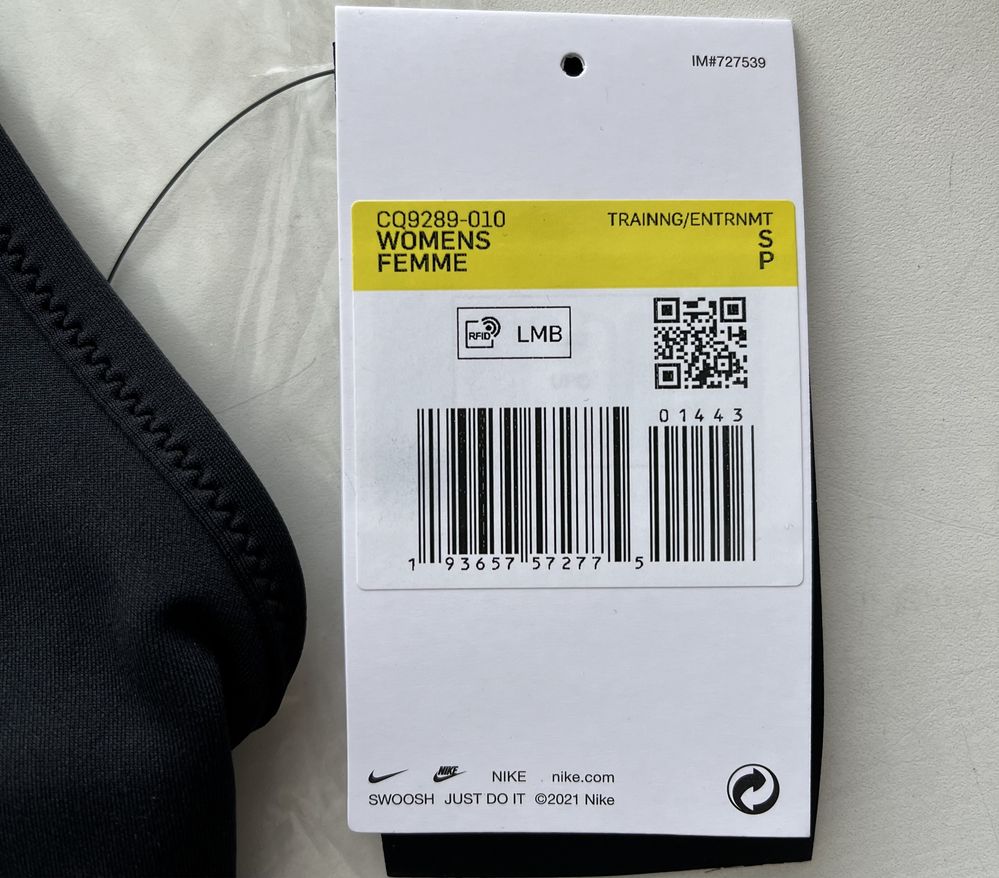 IM#727539
CQ9289-010 TRAINNG/ENTRNMT
WOMENS S
FEMME P
RFID LMB
01443
1 93657 57277 5
NIKE NIKE nike.com
SWOOSH JUST DO IT ©2021 Nike